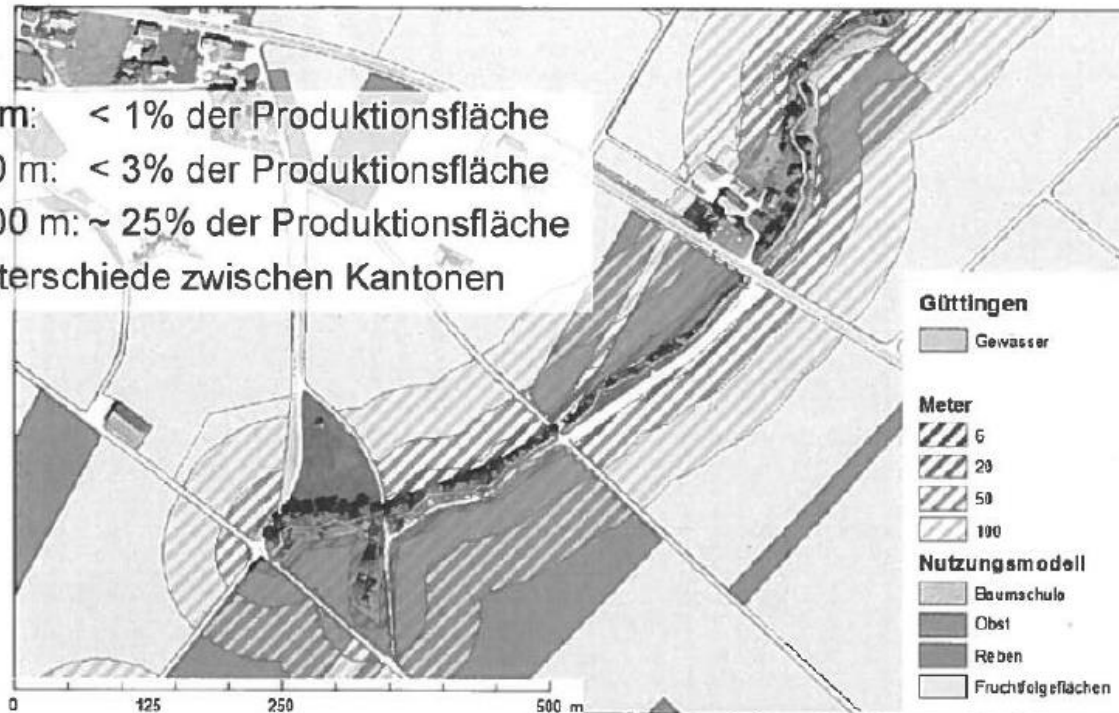 m: < 1% der Produktionsfläche
0 m: < 3% der Produktionsfläche
00 m: ~ 25% der Produktionsfläche
terschiede zwischen Kantonen
Güttingen
Gewässer
Meter
6
20
50
100
Nutzungsmodell
Baumschule
Obst
Reben
Fruchtfolgeflächen
0 125 250 500 m